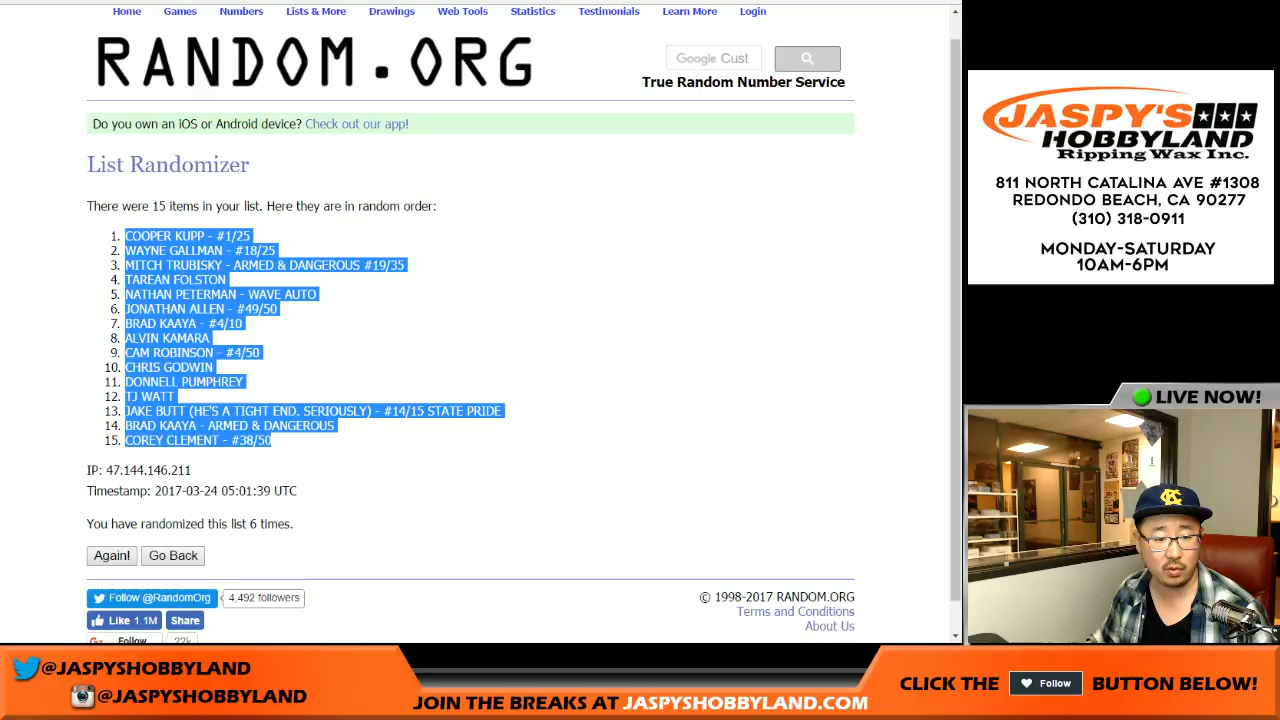 Home Games Numbers Lists & More Drawings Web Tools Statistics Testimonials Learn More Login
RANDOM.ORG
Google Cust
True Random Number Service
Do you own an iOS or Android device? Check out our app!
List Randomizer
There were 15 items in your list. Here they are in random order:
1. COOPER KUPP - #1/25
2. WAYNE GALLMAN - #18/25
3. MITCH TRUBISKY - ARMED & DANGEROUS #19/35
4. TAREAN FOLSTON
5. NATHAN PETERMAN - WAVE AUTO
6. JONATHAN ALLEN - #49/50
7. BRAD KAAYA - #4/10
8. ALVIN KAMARA
9. CAM ROBINSON - #4/50
10. CHRIS GODWIN
11. DONNELL PUMPHREY
12. TJ WATT
13. JAKE BUTT (HE'S A TIGHT END. SERIOUSLY) - #14/15 STATE PRIDE
14. BRAD KAAYA - ARMED & DANGEROUS
15. COREY CLEMENT - #38/50
IP: 47.144.146.211
Timestamp: 2017-03-24 05:01:39 UTC
You have randomized this list 6 times.
Again! Go Back
Follow @RandomOrg 4,492 followers
Like 1.1M Share
G+ Follow 22k
© 1998-2017 RANDOM.ORG
Terms and Conditions
About Us
JASPY'S
HOBBYLAND
Ripping Wax Inc.
811 NORTH CATALINA AVE #1308
REDONDO BEACH, CA 90277
(310) 318-0911
MONDAY-SATURDAY
10AM-6PM
LIVE NOW!
KC
@JASPYSHOBBYLAND
@JASPYSHOBBYLAND
JOIN THE BREAKS AT JASPYSHOBBYLAND.COM
CLICK THE Follow BUTTON BELOW!